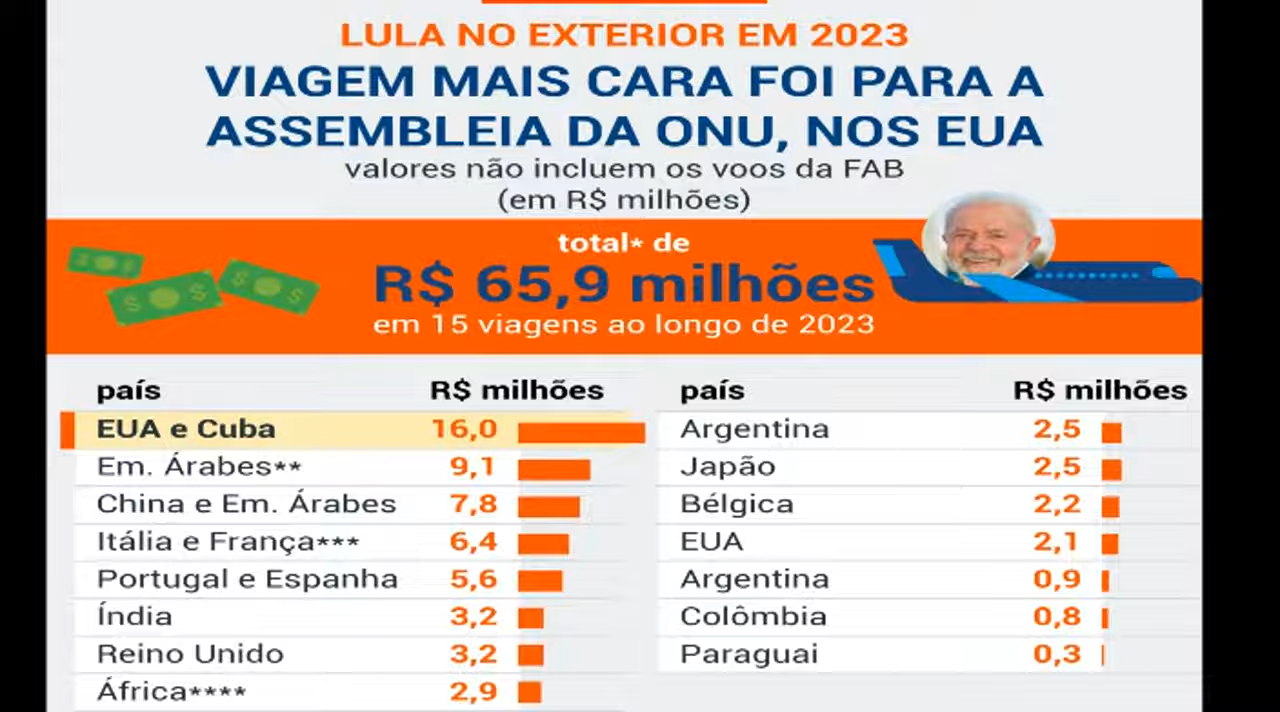 LULA NO EXTERIOR EM 2023
VIAGEM MAIS CARA FOI PARA A
ASSEMBLEIA DA ONU, NOS EUA
valores não incluem os voos da FAB
(em R$ milhões)
total* de
R$ 65,9 milhões
em 15 viagens ao longo de 2023
país R$ milhões
EUA e Cuba 16,0
Em. Árabes** 9,1
China e Em. Árabes 7,8
Itália e França*** 6,4
Portugal e Espanha 5,6
Índia 3,2
Reino Unido 3,2
África**** 2,9
país R$ milhões
Argentina 2,5
Japão 2,5
Bélgica 2,2
EUA 2,1
Argentina 0,9
Colômbia 0,8
Paraguai 0,3